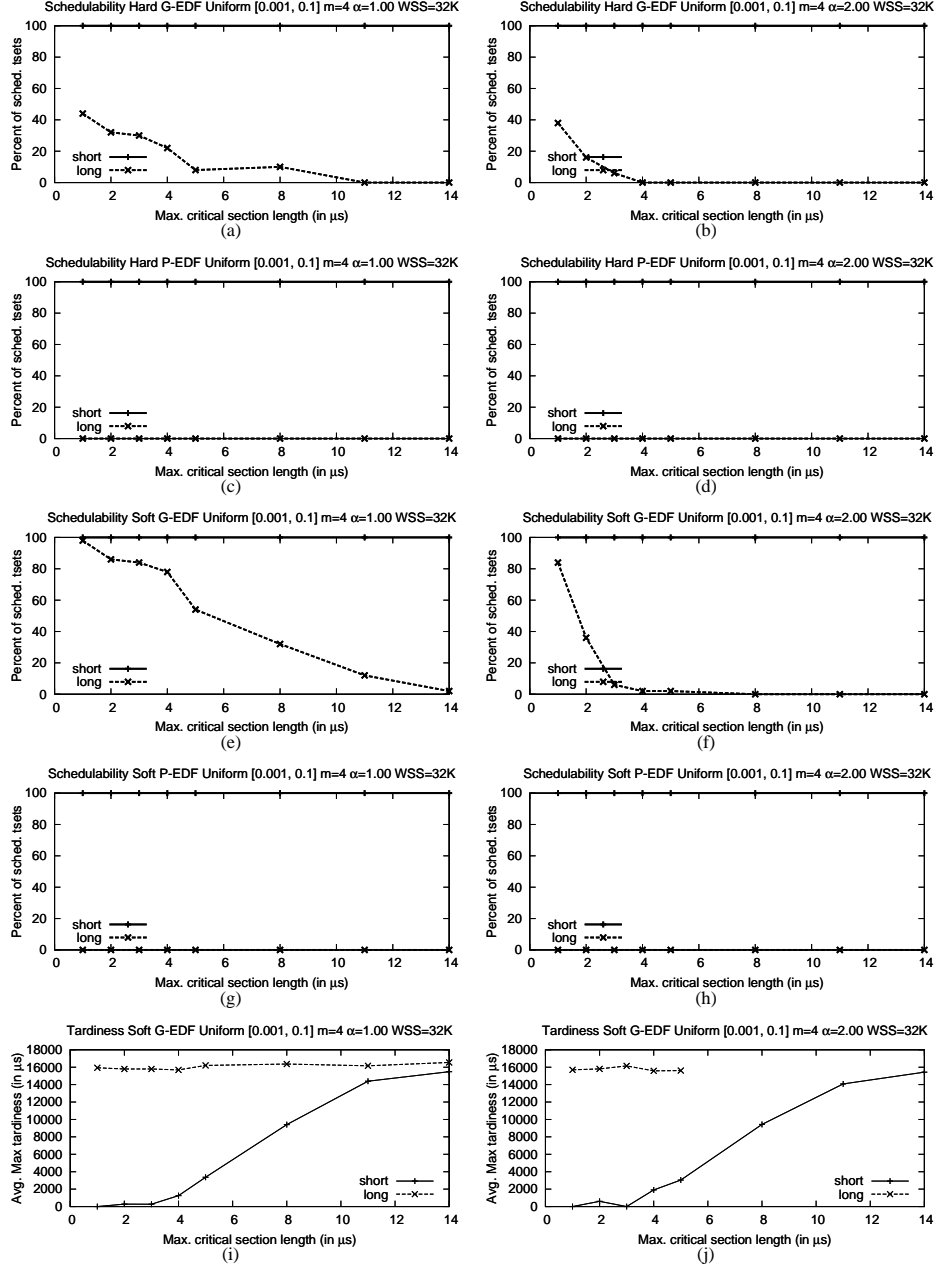 Schedulability Hard G-EDF Uniform [0.001, 0.1] m=4 α=1.00 WSS=32K
Percent of sched. tsets
100
80
60
40
20
0
short
long
0 2 4 6 8 10 12 14
Max. critical section length (in µs)
(a)
Schedulability Hard G-EDF Uniform [0.001, 0.1] m=4 α=2.00 WSS=32K
Percent of sched. tsets
100
80
60
40
20
0
short
long
0 2 4 6 8 10 12 14
Max. critical section length (in µs)
(b)
Schedulability Hard P-EDF Uniform [0.001, 0.1] m=4 α=1.00 WSS=32K
Percent of sched. tsets
100
80
60
40
20
0
short
long
0 2 4 6 8 10 12 14
Max. critical section length (in µs)
(c)
Schedulability Hard P-EDF Uniform [0.001, 0.1] m=4 α=2.00 WSS=32K
Percent of sched. tsets
100
80
60
40
20
0
short
long
0 2 4 6 8 10 12 14
Max. critical section length (in µs)
(d)
Schedulability Soft G-EDF Uniform [0.001, 0.1] m=4 α=1.00 WSS=32K
Percent of sched. tsets
100
80
60
40
20
0
short
long
0 2 4 6 8 10 12 14
Max. critical section length (in µs)
(e)
Schedulability Soft G-EDF Uniform [0.001, 0.1] m=4 α=2.00 WSS=32K
Percent of sched. tsets
100
80
60
40
20
0
short
long
0 2 4 6 8 10 12 14
Max. critical section length (in µs)
(f)
Schedulability Soft P-EDF Uniform [0.001, 0.1] m=4 α=1.00 WSS=32K
Percent of sched. tsets
100
80
60
40
20
0
short
long
0 2 4 6 8 10 12 14
Max. critical section length (in µs)
(g)
Schedulability Soft P-EDF Uniform [0.001, 0.1] m=4 α=2.00 WSS=32K
Percent of sched. tsets
100
80
60
40
20
0
short
long
0 2 4 6 8 10 12 14
Max. critical section length (in µs)
(h)
Tardiness Soft G-EDF Uniform [0.001, 0.1] m=4 α=1.00 WSS=32K
Avg. Max tardiness (in µs)
18000
16000
14000
12000
10000
8000
6000
4000
2000
0
short
long
0 2 4 6 8 10 12 14
Max. critical section length (in µs)
(i)
Tardiness Soft G-EDF Uniform [0.001, 0.1] m=4 α=2.00 WSS=32K
Avg. Max tardiness (in µs)
18000
16000
14000
12000
10000
8000
6000
4000
2000
0
short
long
0 2 4 6 8 10 12 14
Max. critical section length (in µs)
(j)